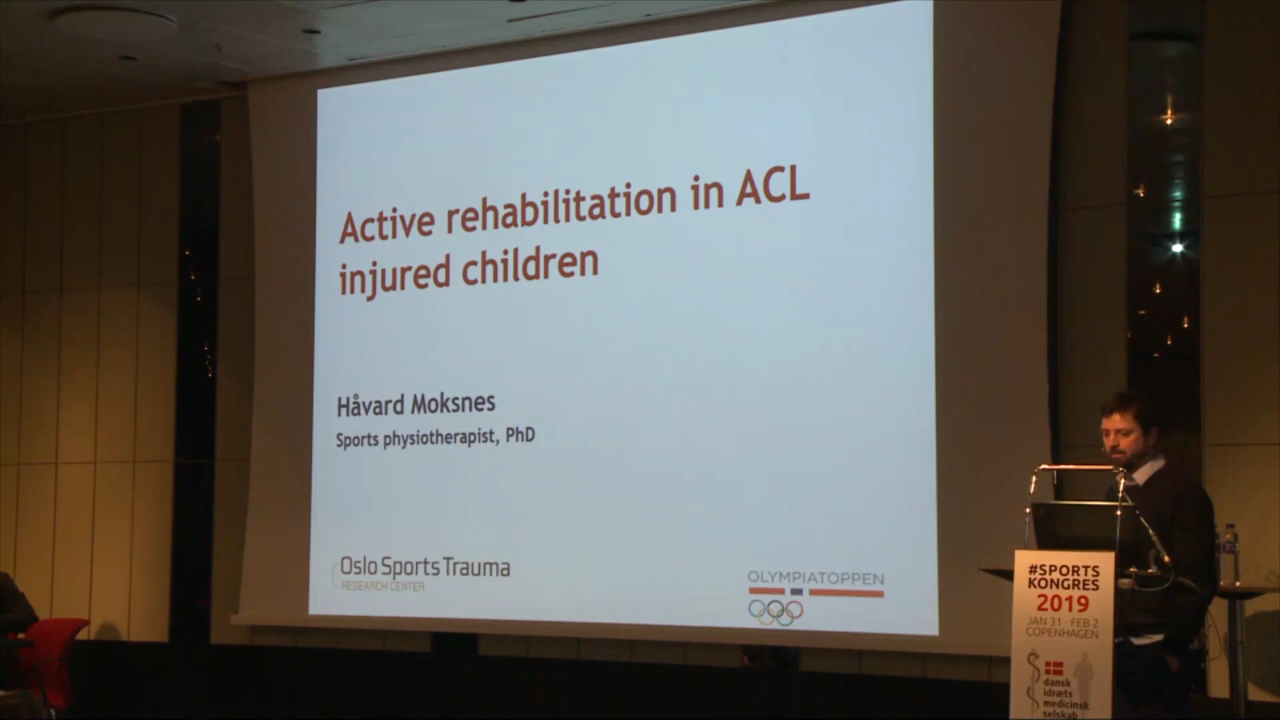 Active rehabilitation in ACL
injured children
Håvard Moksnes
Sports physiotherapist, PhD
Oslo Sports Trauma
RESEARCH CENTER
OLYMPIATOPPEN
#SPORTS
KONGRES
2019
JAN 31 - FEB 2
COPENHAGEN
dansk
idræts
medicinsk
selskab